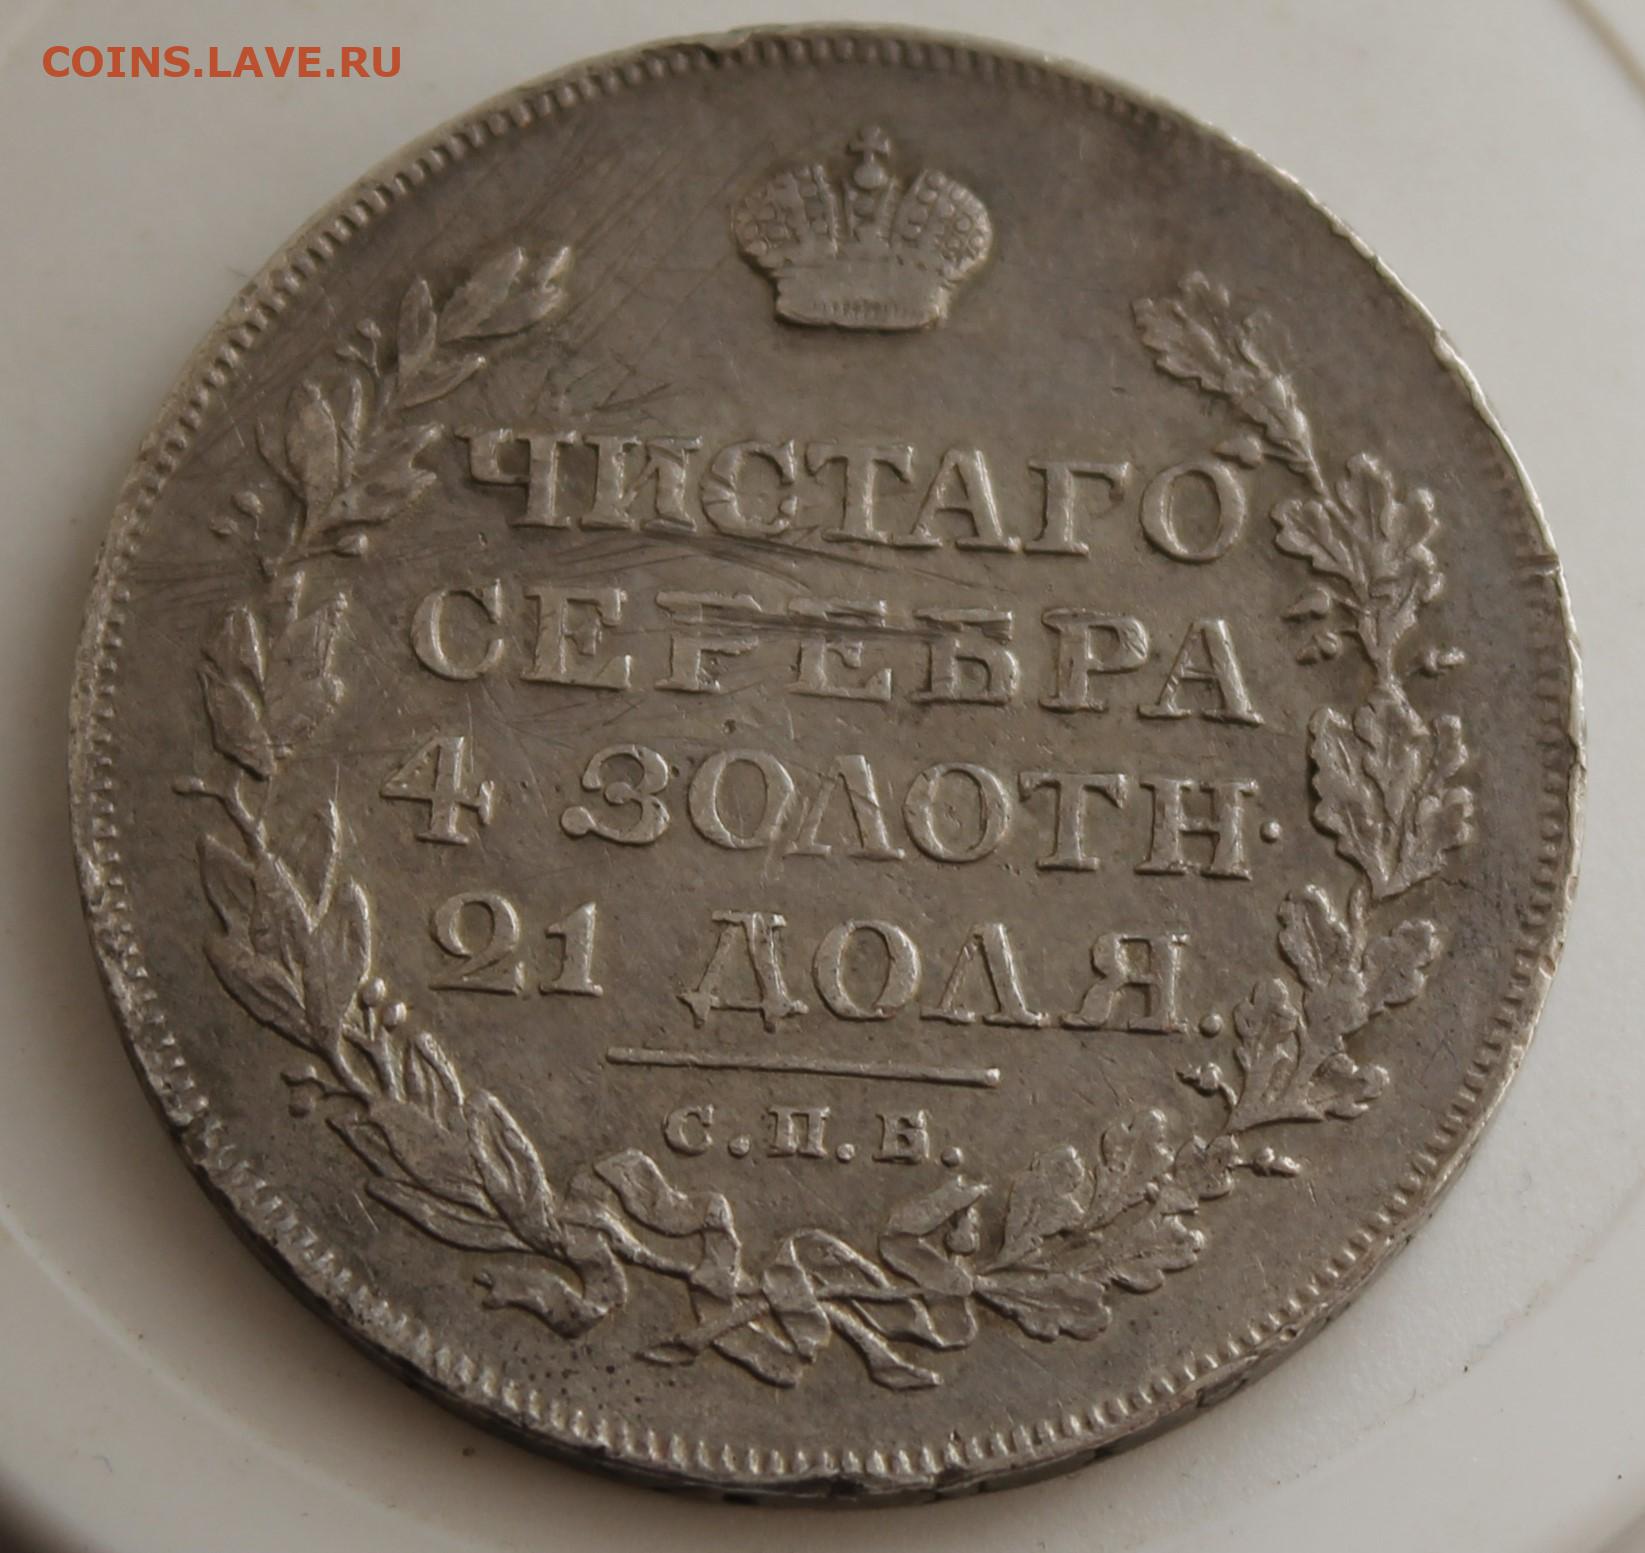 COINS.LAVE.RU
ЧИСТАГО
СЕРЕБРА
4 ЗОЛОТН.
21 ДОЛЯ.
С.П.Б.